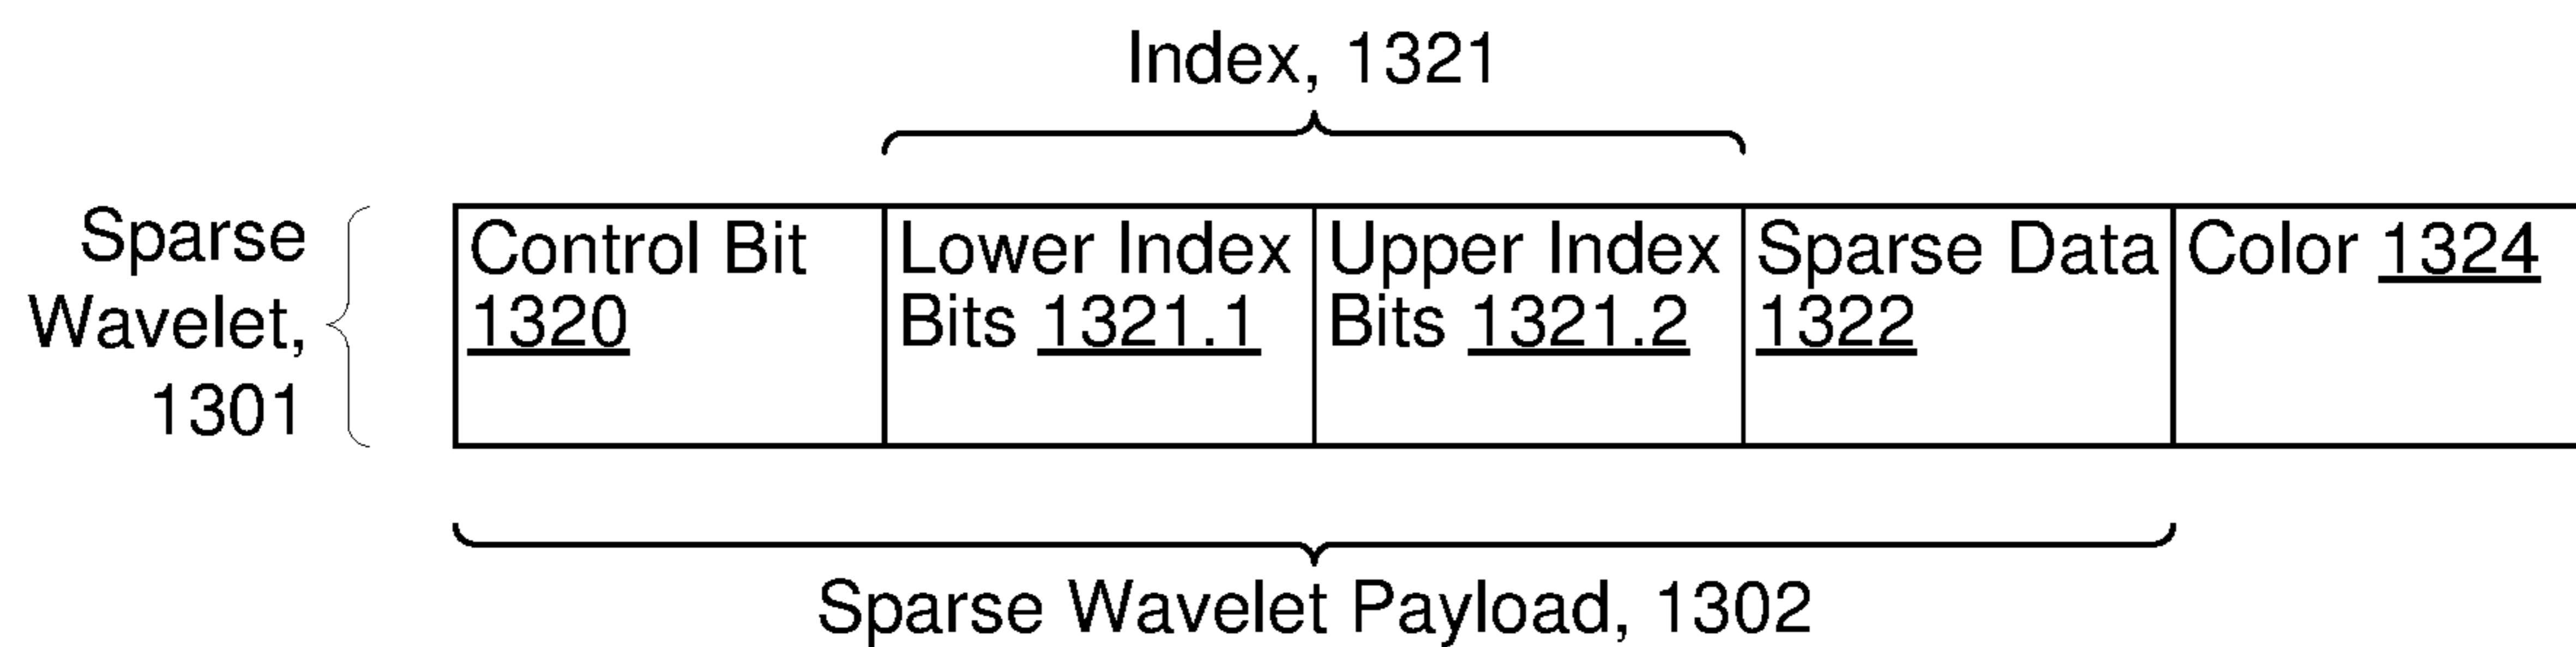 Index, 1321
Sparse
Wavelet,
1301
Control Bit
1320
Lower Index
Bits 1321.1
Upper Index
Bits 1321.2
Sparse Data
1322
Color 1324
Sparse Wavelet Payload, 1302